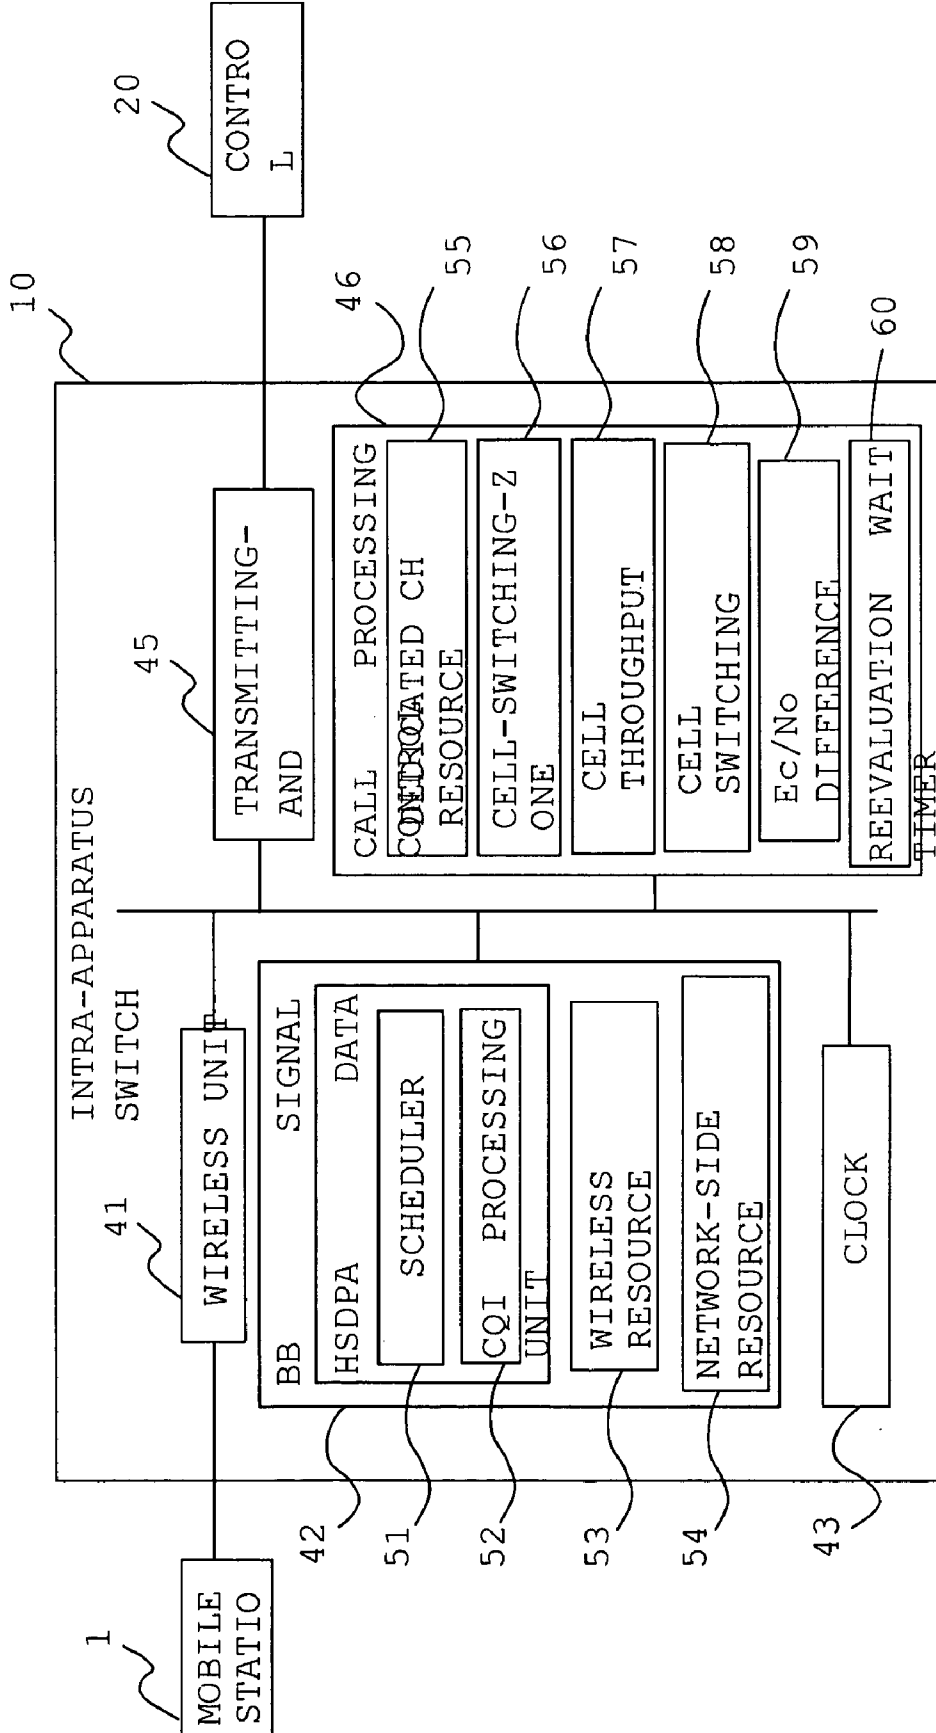 10
20
CONTRO
L
INTRA-APPARATUS
SWITCH
45
TRANSMITTING-
AND
41
WIRELESS UNIT
1
MOBILE
STATIO
46
CALL PROCESSING
CONTROL
DEDICATED CH
RESOURCE
55
CELL-SWITCHING-Z
ONE
56
CELL
THROUGHPUT
57
CELL
SWITCHING
58
Ec/No
DIFFERENCE
59
REEVALUATION WAIT
TIMER
60
BB SIGNAL
42
HSDPA DATA
SCHEDULER
51
CQI PROCESSING
UNIT
52
WIRELESS
RESOURCE
53
NETWORK-SIDE
RESOURCE
54
CLOCK
43